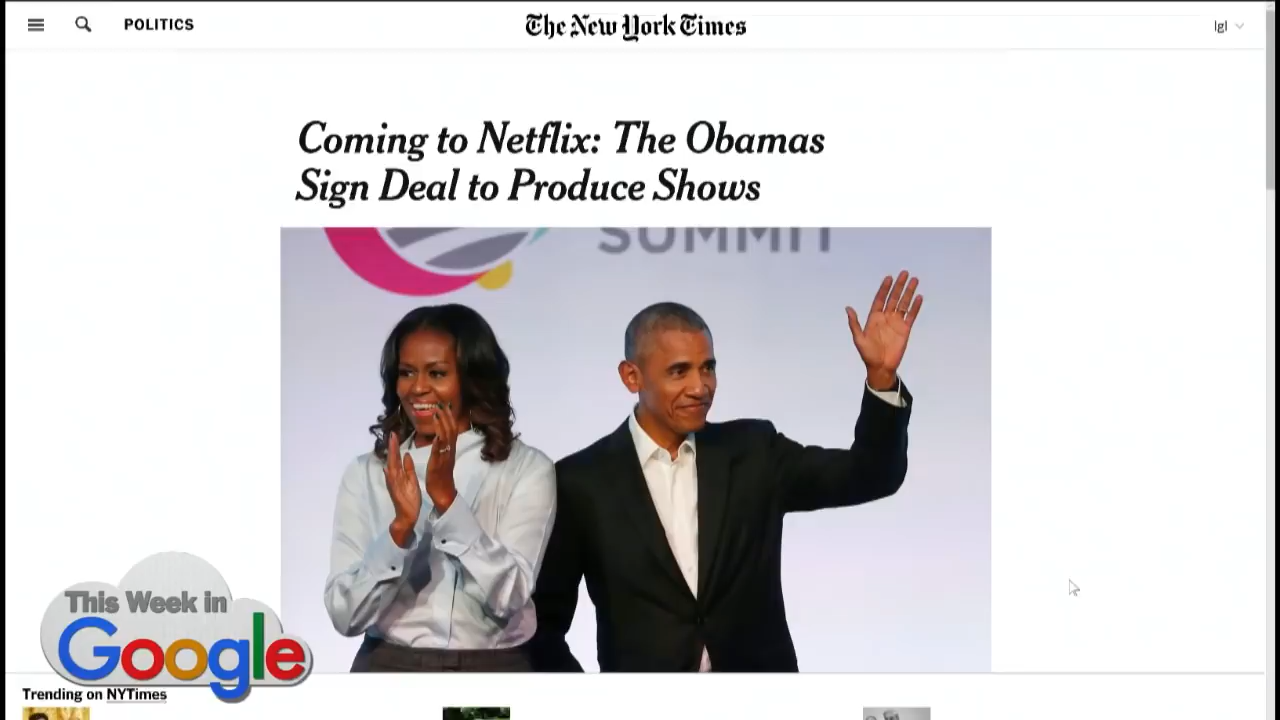 POLITICS
The New York Times
lgl
Coming to Netflix: The Obamas
Sign Deal to Produce Shows
SUMMIT
This Week in
Google
Trending on NYTimes